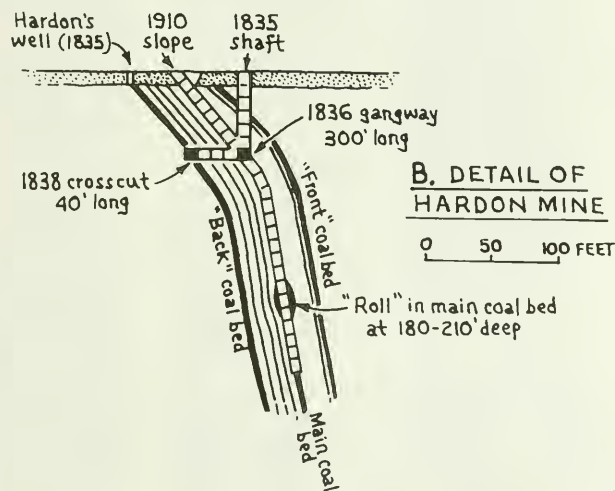 Hardon's
well (1835)
1910
slope
1835
shaft
1836 gangway
300' long
1838 crosscut
40' long
"Back" coal bed
"Front" coal bed
B. DETAIL OF
HARDON MINE
0 50 100 FEET
"Roll" in main coal bed
at 180-210' deep
Main coal
bed